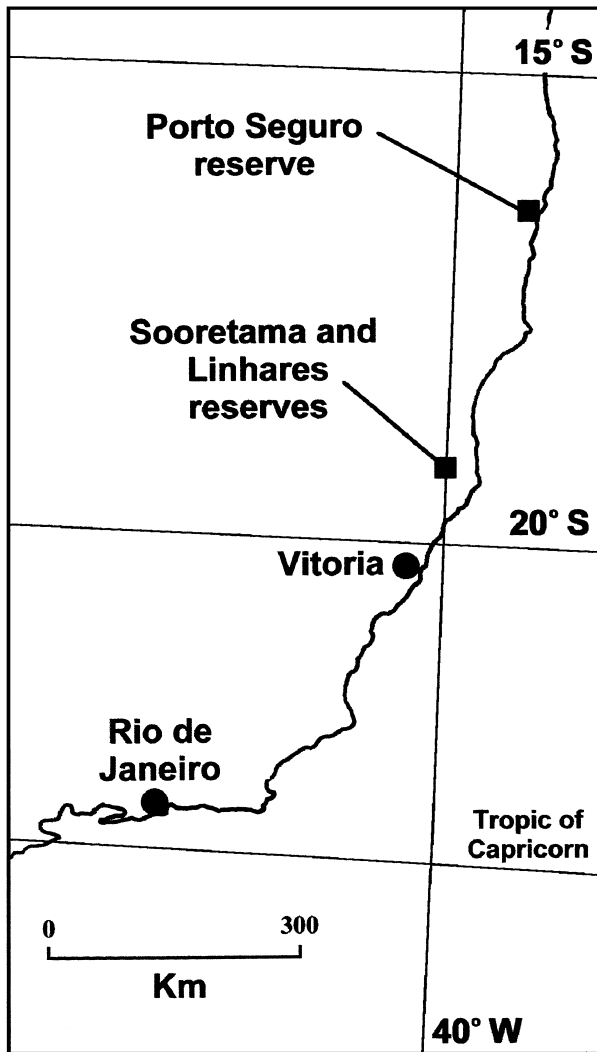 15° S
Porto Seguro
reserve
Sooretama and
Linhares
reserves
20° S
Vitoria
Rio de
Janeiro
Tropic of
Capricorn
0 300
Km
40° W